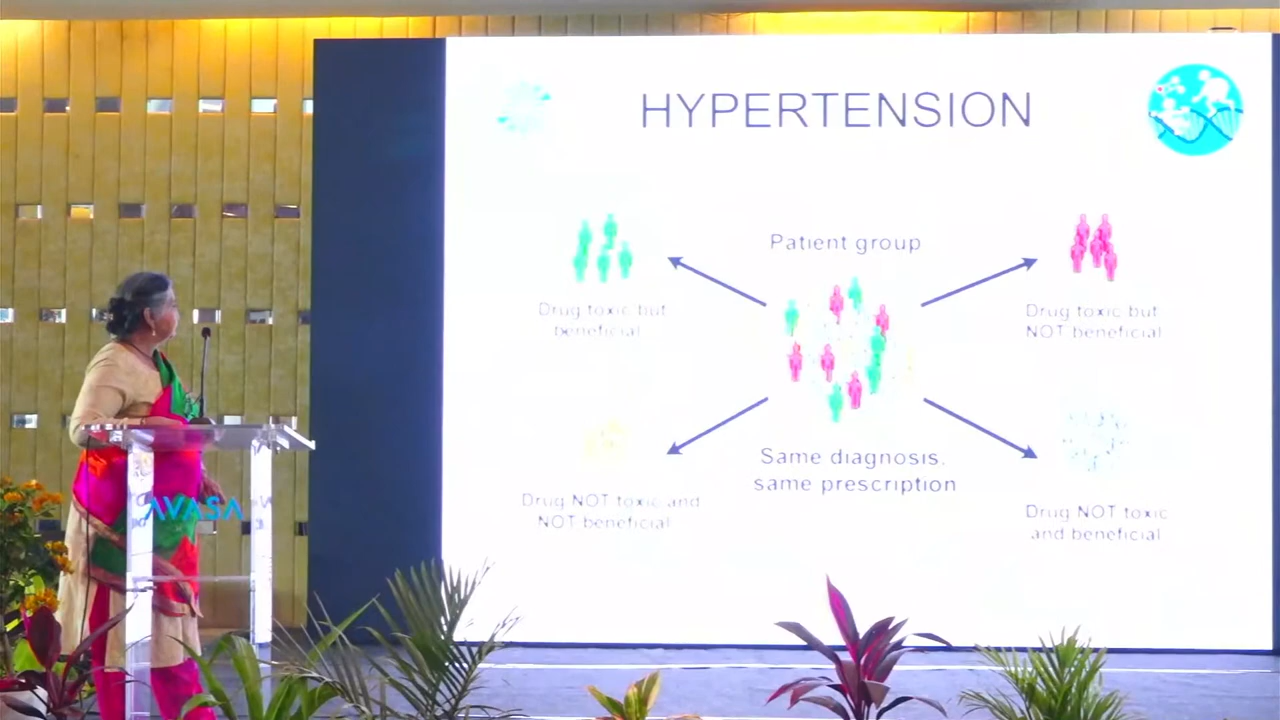 HYPERTENSION
Patient group
Drug toxic but
beneficial
Drug toxic but
NOT beneficial
Same diagnosis,
same prescription
Drug NOT toxic and
NOT beneficial
Drug NOT toxic
and beneficial
AVASA